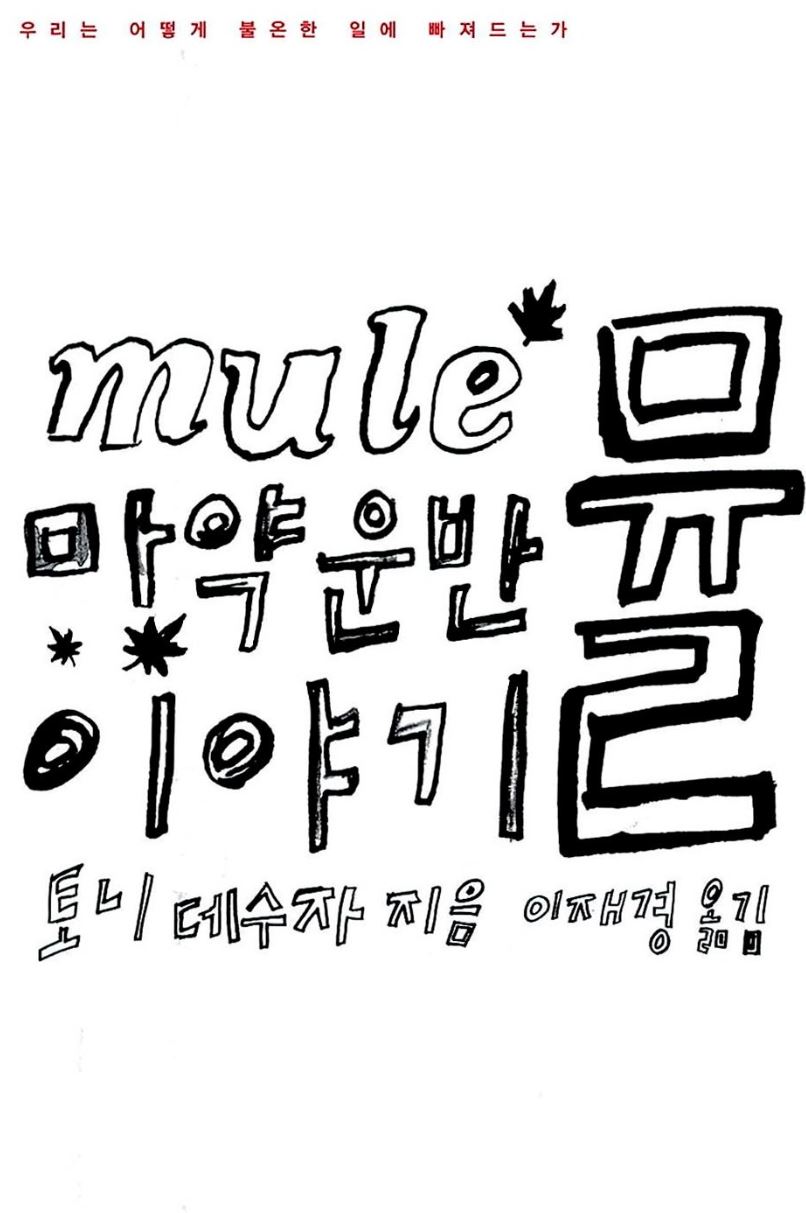 우리는 어떻게 불온한 일에 빠져드는가
mule
뮬
마약 운반
이야기
토니 데수자 지음 이재경 옮김